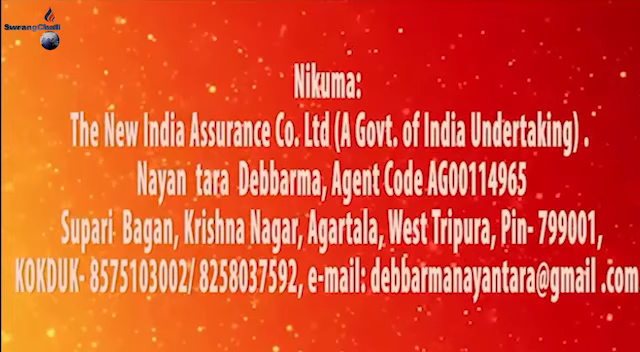 SwrangChati
Nikuma:
The New India Assurance Co. Ltd (A Govt. of India Undertaking) .
Nayan tara Debbarma, Agent Code AG00114965
Supari Bagan, Krishna Nagar, Agartala, West Tripura, Pin- 799001,
KOKDUK- 8575103002/ 8258037592, e-mail: debbarmanayantara@gmail .com